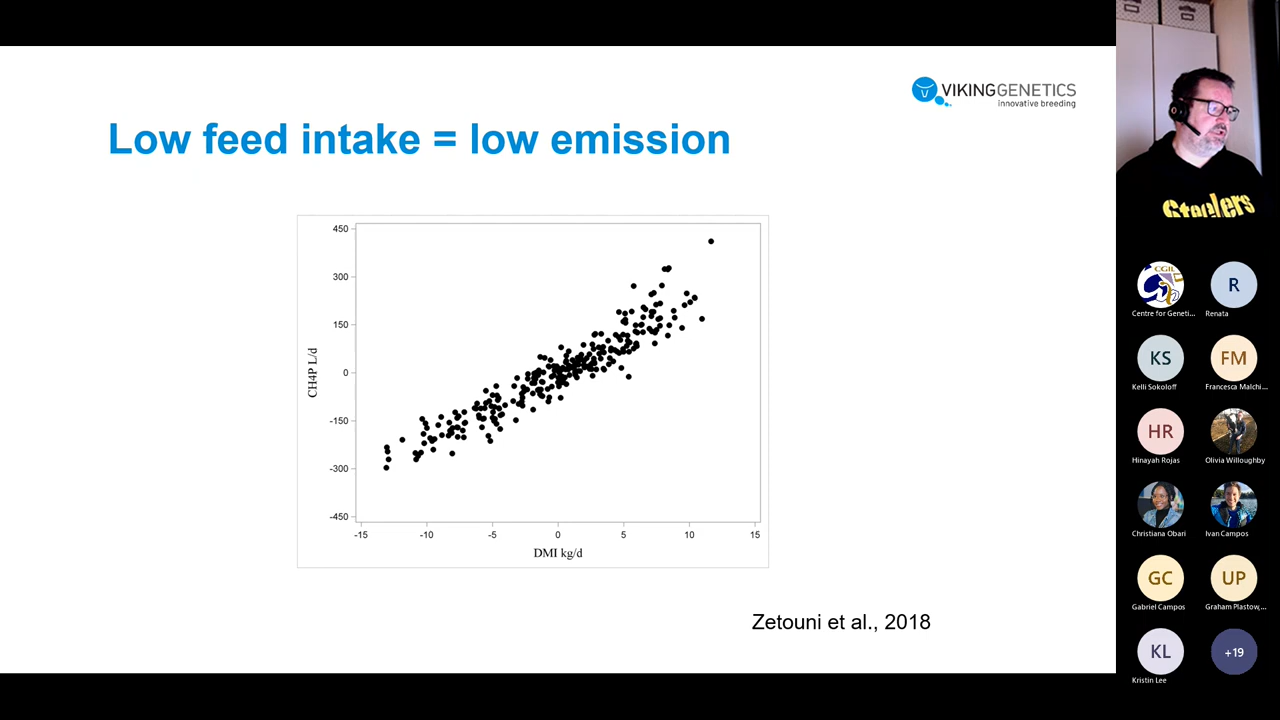 VIKINGGENETICS
innovative breeding
Low feed intake = low emission
450
300
150
0
-150
-300
-450
CH4P L/d
-15
-10
-5
0
5
10
15
DMI kg/d
Zetouni et al., 2018
Steelers
CGIL
Centre for Geneti...
R
Renata
KS
Kelli Sokoloff
FM
Francesca Malchi...
HR
Hinayah Rojas
Olivia Willoughby
Christiana Obari
Ivan Campos
GC
Gabriel Campos
UP
Graham Plastow,...
KL
Kristin Lee
+19